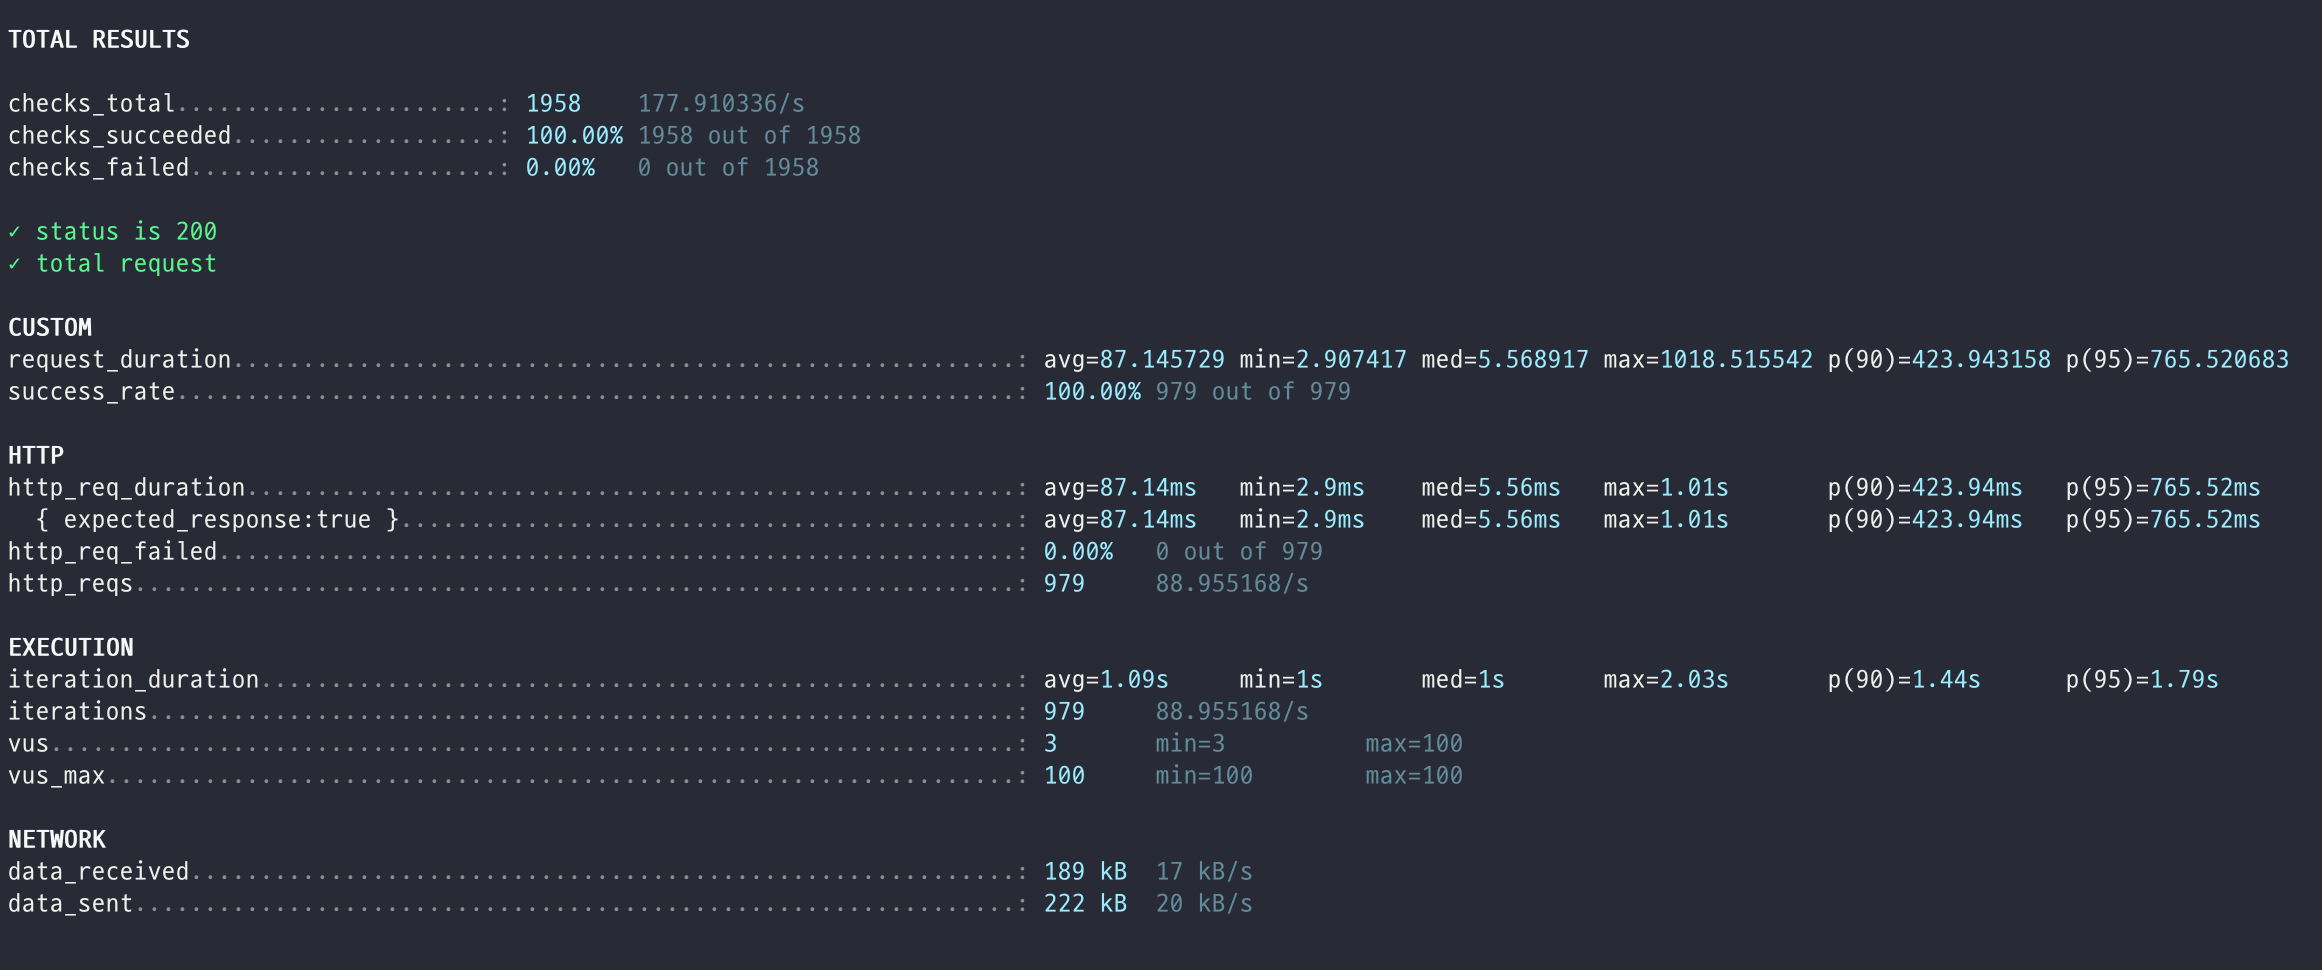 TOTAL RESULTS
checks_total.......................: 1958    177.910336/s
checks_succeeded...................: 100.00% 1958 out of 1958
checks_failed......................: 0.00%   0 out of 1958
✓ status is 200
✓ total request
CUSTOM
request_duration.........................................................: avg=87.145729 min=2.907417 med=5.568917 max=1018.515542 p(90)=423.943158 p(95)=765.520683
success_rate.............................................................: 100.00% 979 out of 979
HTTP
http_req_duration........................................................: avg=87.14ms   min=2.9ms    med=5.56ms   max=1.01s       p(90)=423.94ms   p(95)=765.52ms
  { expected_response:true }.............................................: avg=87.14ms   min=2.9ms    med=5.56ms   max=1.01s       p(90)=423.94ms   p(95)=765.52ms
http_req_failed..........................................................: 0.00%   0 out of 979
http_reqs................................................................: 979     88.955168/s
EXECUTION
iteration_duration.......................................................: avg=1.09s     min=1s       med=1s       max=2.03s       p(90)=1.44s      p(95)=1.79s
iterations...............................................................: 979     88.955168/s
vus......................................................................: 3       min=3          max=100
vus_max..................................................................: 100     min=100        max=100
NETWORK
data_received............................................................: 189 kB  17 kB/s
data_sent................................................................: 222 kB  20 kB/s